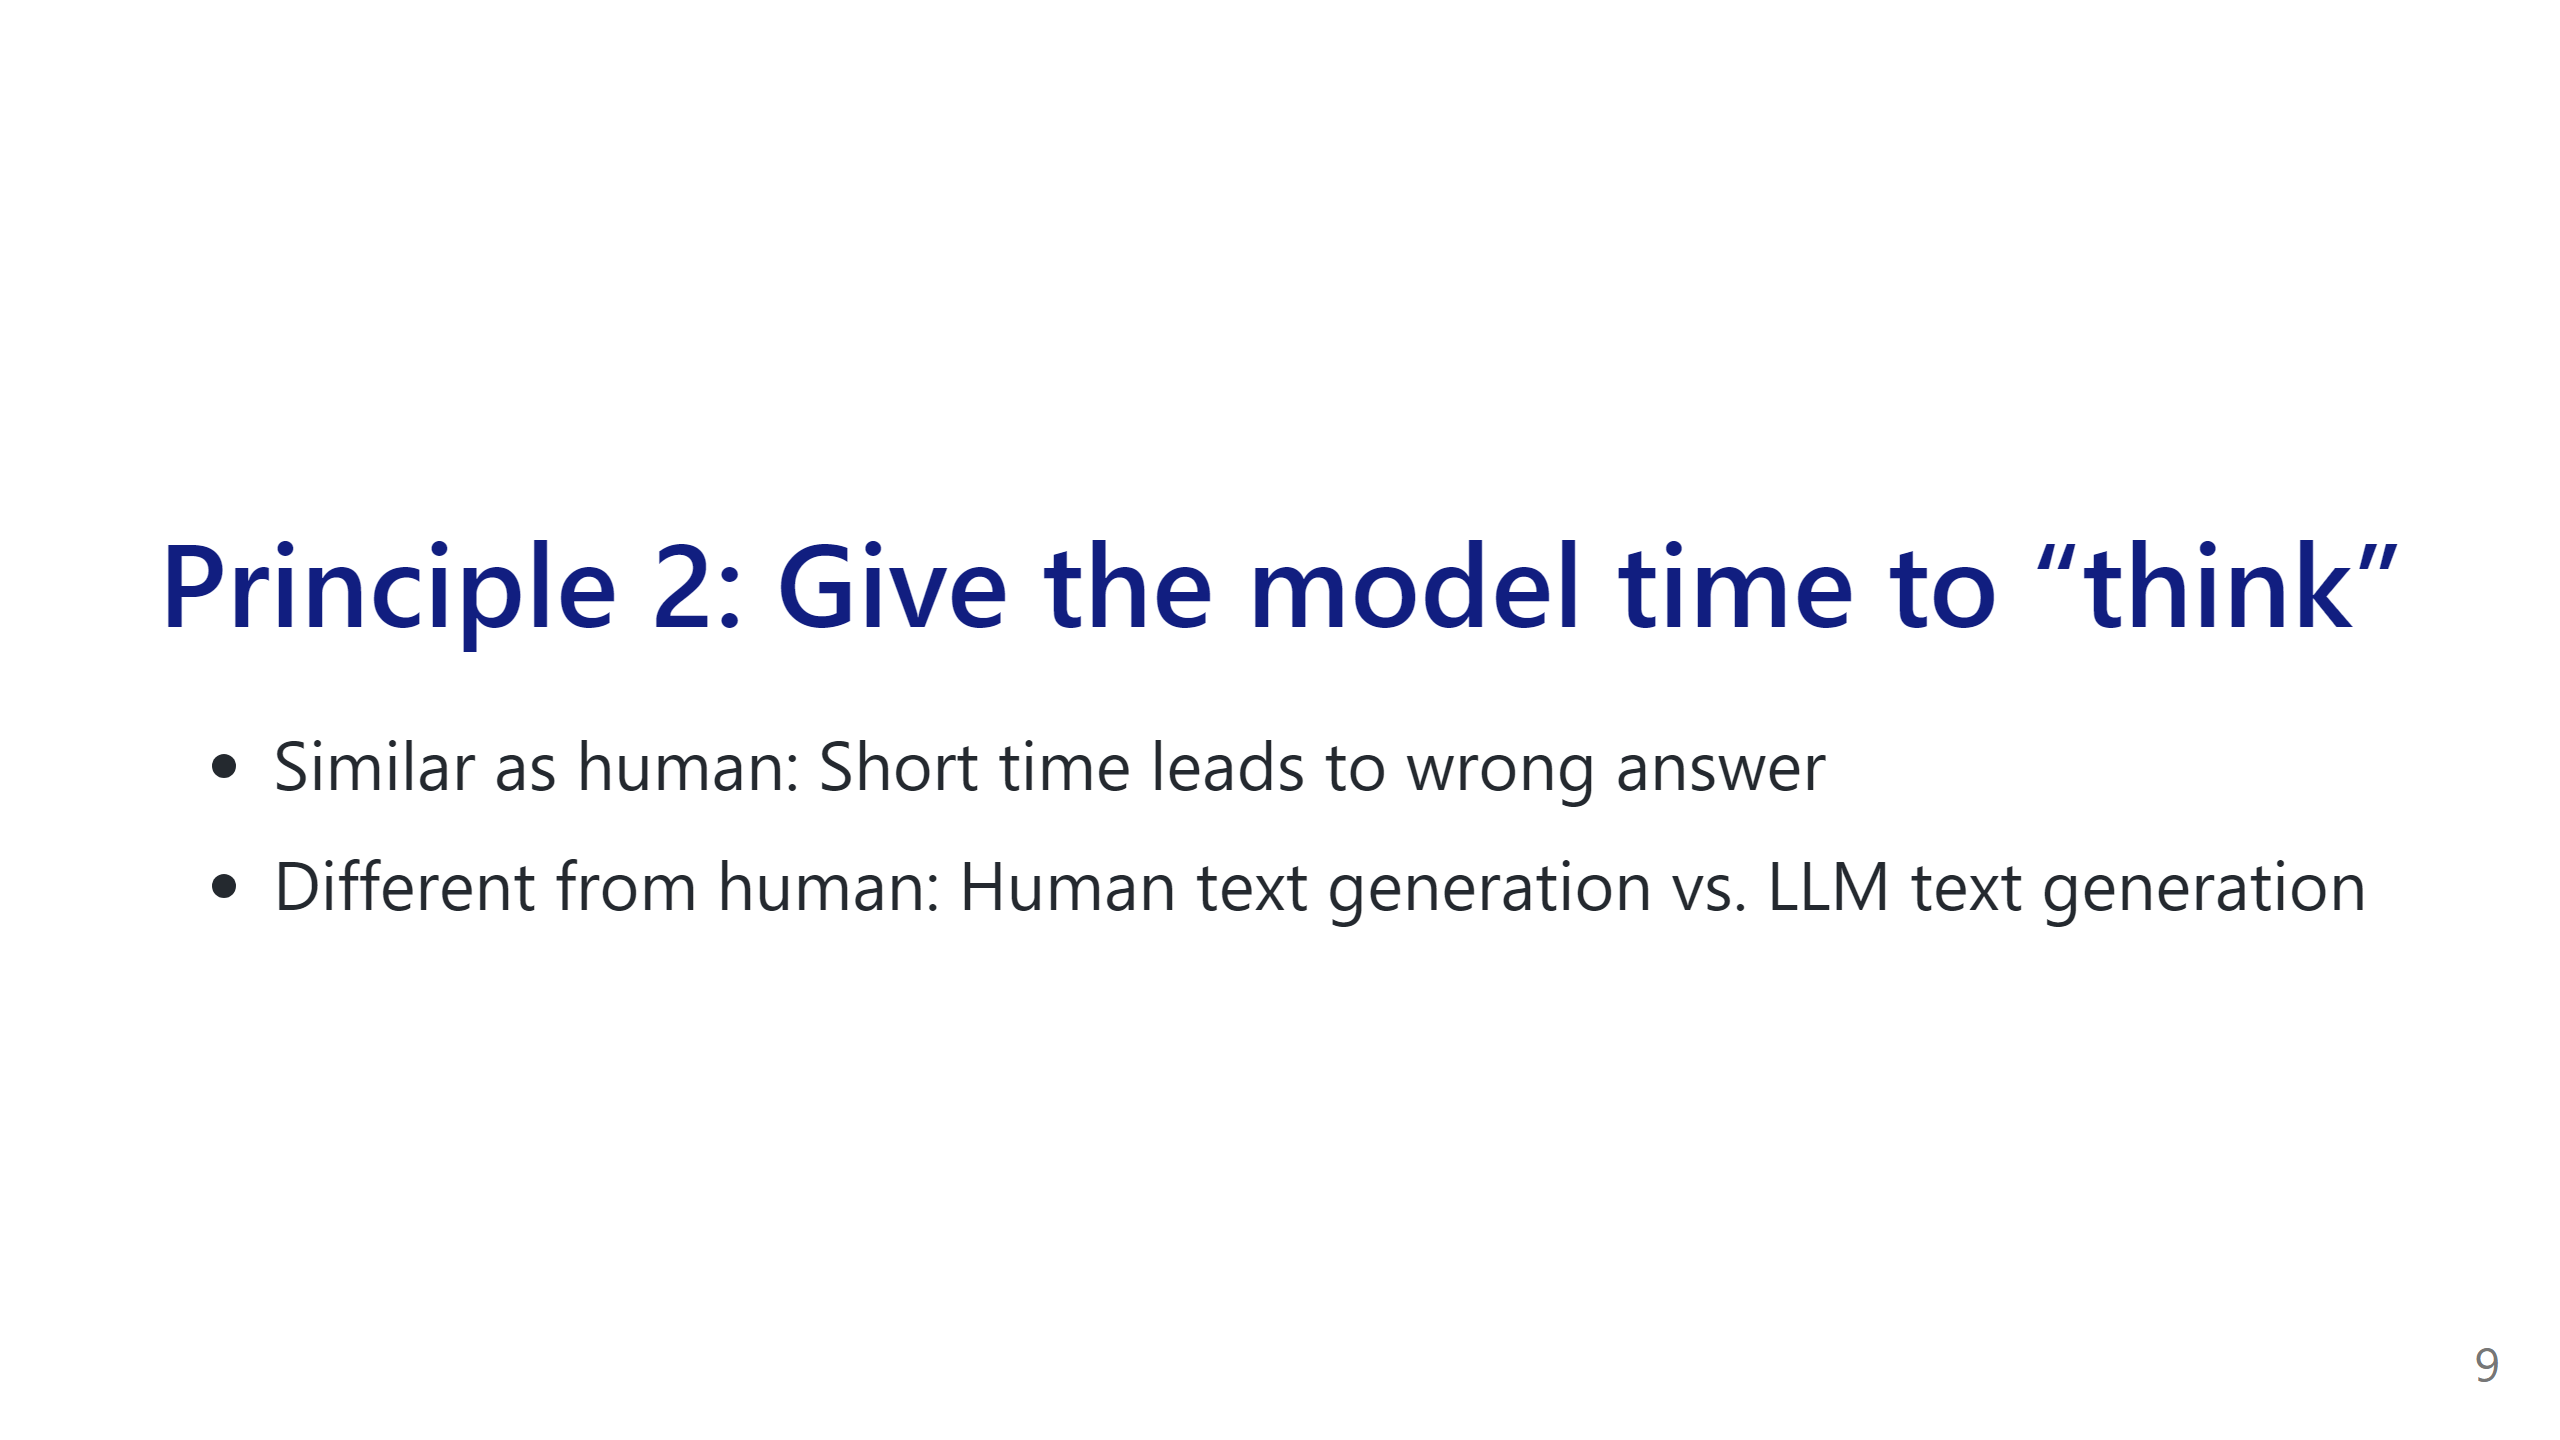 Principle 2: Give the model time to “think”
• Similar as human: Short time leads to wrong answer
• Different from human: Human text generation vs. LLM text generation
9